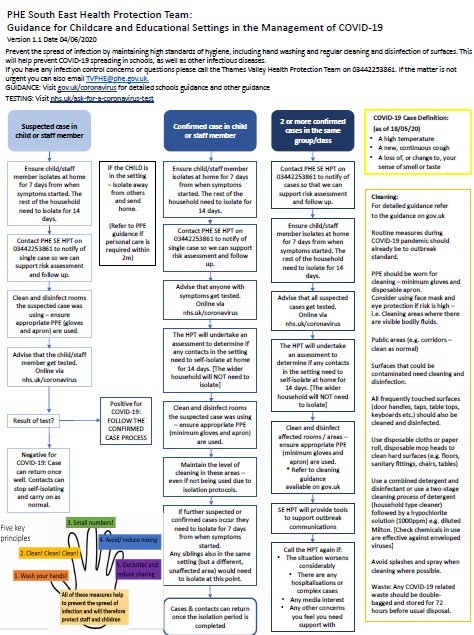 PHE South East Health Protection Team:
Guidance for Childcare and Educational Settings in the Management of COVID-19
Version 1.1 Date 04/06/2020
Prevent the spread of infection by maintaining high standards of hygiene, including hand washing and regular cleaning and disinfection of surfaces. This
will help prevent COVID-19 spreading in schools, as well as other infectious diseases.
If you have any infection control concerns or questions please call the Thames Valley Health Protection Team on 03442253861. If the matter is not
urgent you can also email TVPHE@phe.gov.uk.
GUIDANCE: Visit gov.uk/coronavirus for detailed schools guidance and other guidance
TESTING: Visit nhs.uk/ask-for-a-coronavirus-test
Suspected case in
child or staff
member
Ensure child/staff
member isolates at home
for 7 days from when
symptoms started. The
rest of the household
need to isolate for 14
days.
Contact PHE SE HPT on
03442253861 to notify of
single case so we can
support risk assessment
and follow up.
Clean and disinfect rooms
the suspected case was
using – ensure
appropriate PPE (gloves
and apron) are used.
Advise that the child/staff
member get tested.
Online via
nhs.uk/coronavirus
Result of test?
Negative for
COVID-19: Case
can return once
well. Contacts can
stop self-isolating
and carry on as
normal.
IF the CHILD is
in the setting
– Isolate away
from others
and send
home.
(Refer to PPE
guidance if
personal care is
required within
2m)
Positive for
COVID-19:
FOLLOW THE
CONFIRMED
CASE PROCESS
Confirmed case in child
or staff member
Ensure child/staff member
isolates at home for 7 days
from when symptoms
started. The rest of the
household need to isolate for
14 days.
Contact PHE SE HPT on
03442253861 to notify of
single case so we can support
risk assessment and follow
up.
Advise that anyone with
symptoms get tested.
Online via
nhs.uk/coronavirus
The HPT will undertake an
assessment to determine if
any contacts in the setting
need to self-isolate at home
for 14 days. [The wider
household will NOT need to
isolate]
Clean and disinfect rooms
the suspected case was using
– ensure appropriate PPE
(minimum gloves and apron)
are used.
Maintain the level of
cleaning in these areas –
even if not being used due to
isolation protocols.
If further suspected or
confirmed cases occur they
need to isolate for 7 days
from when symptoms
started.
Any siblings also in the same
setting (but a different,
unaffected area) would need
to isolate at this point.
Cases & contacts can return
once the isolation period is
completed
2 or more confirmed
cases in the same
group/class
Contact PHE SE HPT on
03442253861 to notify of
cases so that we can
support risk assessment
and follow up.
Ensure child/staff
member isolates at home
for 7 days from when
symptoms started. The
rest of the household
need to isolate for 14
days.
Advise that all suspected
cases get tested.
Online via
nhs.uk/coronavirus
The HPT will undertake
an assessment to
determine if any contacts
in the setting need to
self-isolate at home
for 14 days. [The wider
household will NOT need
to isolate]
Clean and disinfect
affected rooms / areas –
ensure appropriate PPE
(minimum gloves and
apron) are used.
* Refer to cleaning
guidance
available on gov.uk
SE HPT will provide tools
to support outbreak
communications
Call the HPT again if:
• The situation worsens
considerably
• There are any
hospitalisations or
complex cases
• Any media interest
• Any other concerns
you feel you need
support with
COVID-19 Case Definition:
(as of 18/05/20)
• A high temperature
• A new, continuous cough
• A loss of, or change to, your
sense of smell or taste
Cleaning:
For detailed guidance refer
to the guidance on gov.uk
Routine measures during
COVID-19 pandemic should
already be to outbreak
standard.
PPE should be worn for
cleaning – minimum gloves and
disposable apron.
Consider using face mask and
eye protection if risk is high –
i.e. Cleaning areas where there
are visible bodily fluids.
Public areas (e.g. corridors –
clean as normal)
Surfaces that could be
contaminated need cleaning and
disinfection.
All frequently touched surfaces
(door handles, taps, table tops,
keyboards etc.) should also be
cleaned and disinfected.
Use disposable cloths or paper
roll, disposable mop heads to
clean hard surfaces (e.g. floors,
sanitary fittings, chairs, tables)
Use a combined detergent and
disinfectant or use a two-stage
cleaning process of detergent
(household type cleaner)
followed by a hypochlorite
solution (1000ppm) eg. diluted
Milton. [Check chemicals in use
are effective against enveloped
viruses]
Avoid splashes and spray when
cleaning where possible.
Waste: Any COVID-19 related
waste should be double-
bagged and stored for 72
hours before usual disposal.
Five key
principles
3. Small numbers!
2. Clean! Clean! Clean!
4. Avoid/ reduce mixing
1. Wash your hands!
5. Declutter and
reduce sharing
All of these measures help
to prevent the spread of
infection and will therefore
protect staff and children